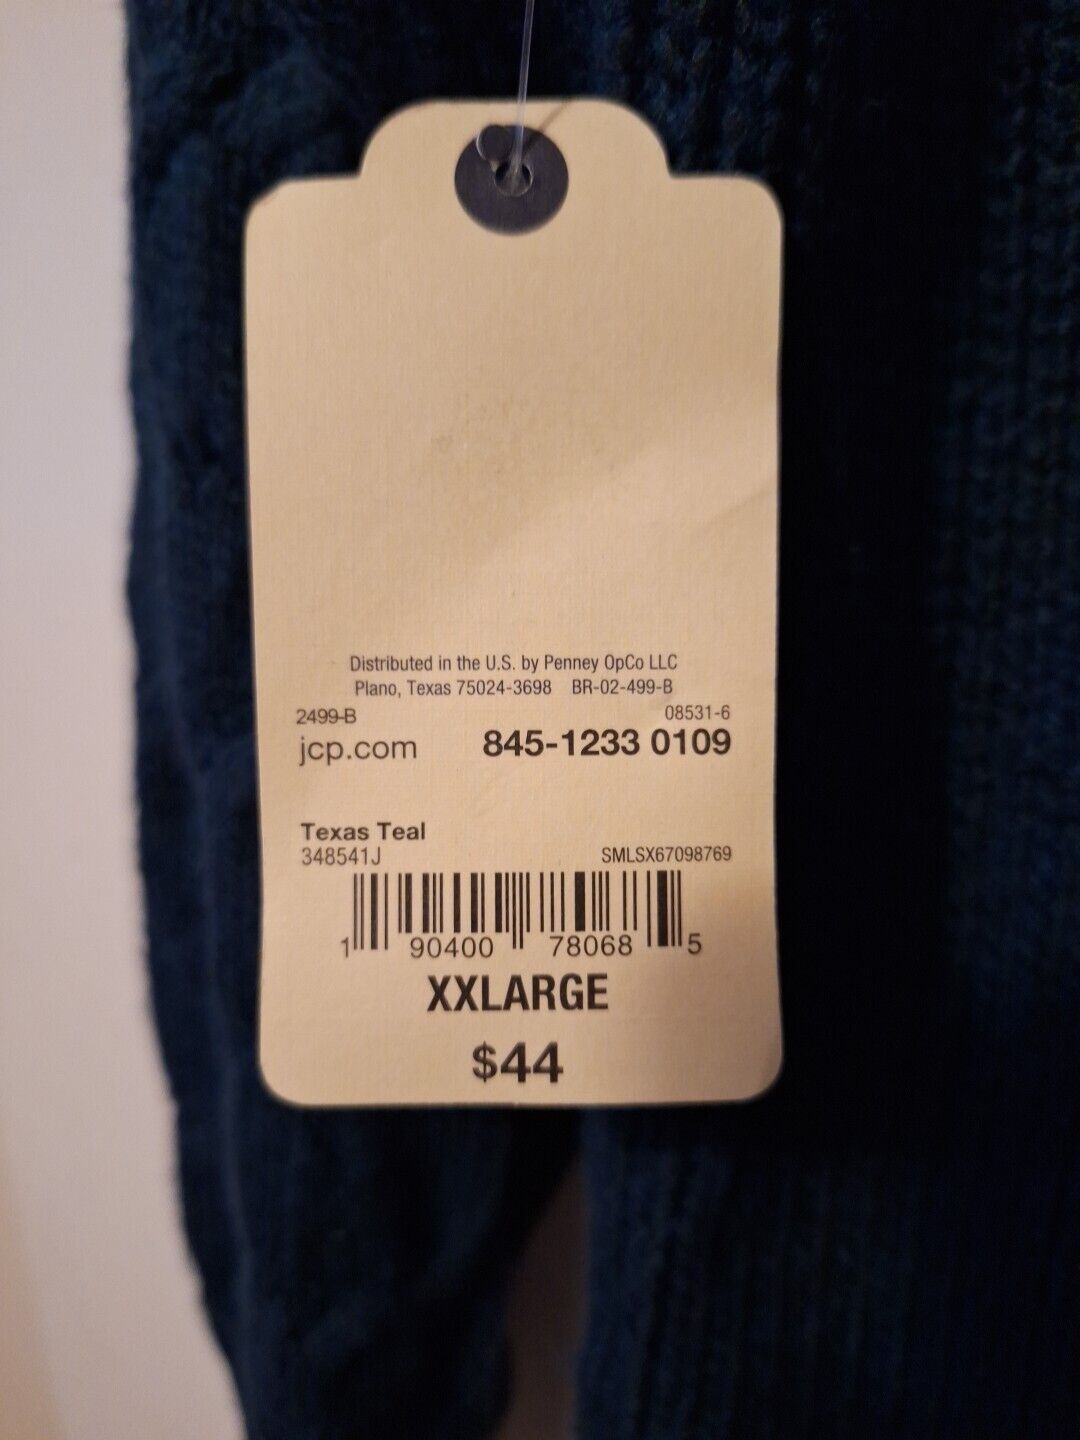 Distributed in the U.S. by Penney OpCo LLC
Plano, Texas 75024-3698 BR-02-499-B
2499-B 08531-6
jcp.com 845-1233 0109
Texas Teal
348541J SMLSX67098769
1 90400 78068 5
XXLARGE
$44